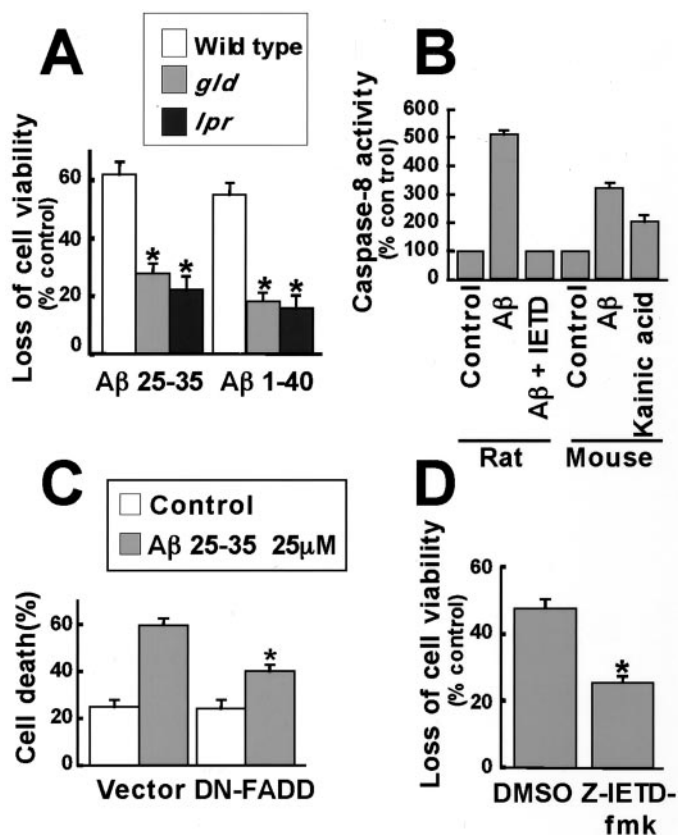 A
Wild type
gld
lpr
Loss of cell viability
(% control)
60
40
20
0
* * * *
Aβ 25-35 Aβ 1-40
B
Caspase-8 activity
(% con trol)
600
500
400
300
200
100
Control
Aβ
Aβ + IETD
Control
Aβ
Kainic acid
Rat Mouse
C
Control
Aβ 25-35 25μM
Cell death(%)
60
40
20
0
*
Vector DN-FADD
D
Loss of cell viability
(% control)
60
40
20
0
*
DMSO Z-IETD-
fmk